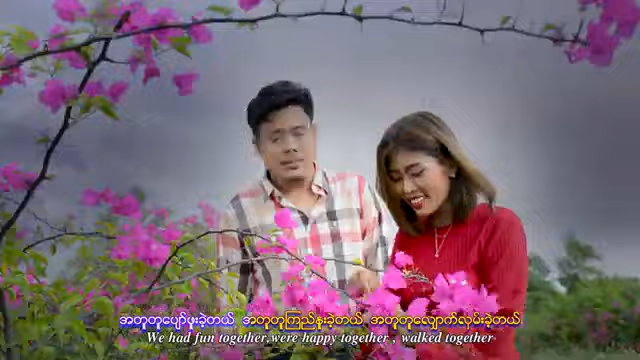 အတူတူပျော်ဖူးခဲ့တယ် အတူတူကြည်နူးခဲ့တယ် အတူတူလျှောက်လှမ်းခဲ့တယ်
We had fun together,were happy together , walked together